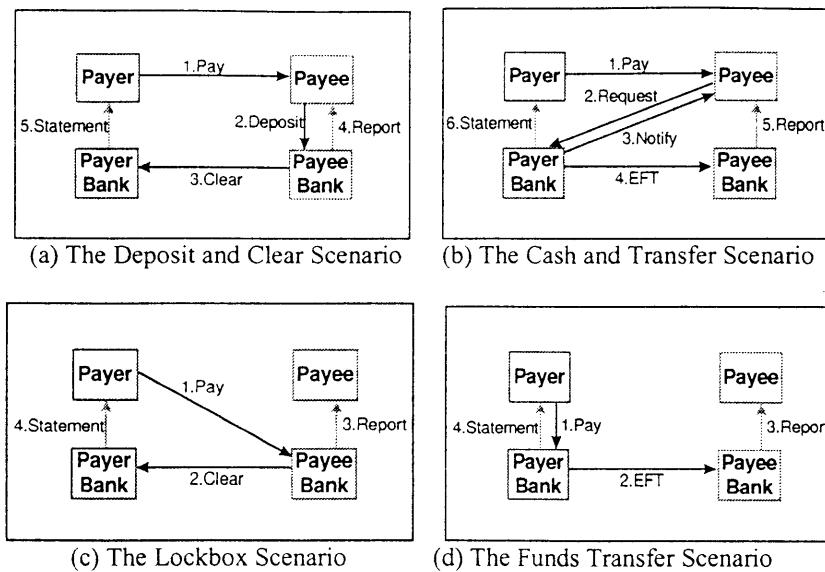 Payer
1.Pay
Payee
5.Statement
2.Deposit
4.Report
Payer
Bank
3.Clear
Payee
Bank
(a) The Deposit and Clear Scenario
Payer
1.Pay
Payee
2.Request
6.Statement
3.Notify
5.Report
Payer
Bank
4.EFT
Payee
Bank
(b) The Cash and Transfer Scenario
Payer
1.Pay
Payee
4.Statement
3.Report
Payer
Bank
2.Clear
Payee
Bank
(c) The Lockbox Scenario
Payer
Payee
4.Statement
1.Pay
3.Report
Payer
Bank
2.EFT
Payee
Bank
(d) The Funds Transfer Scenario